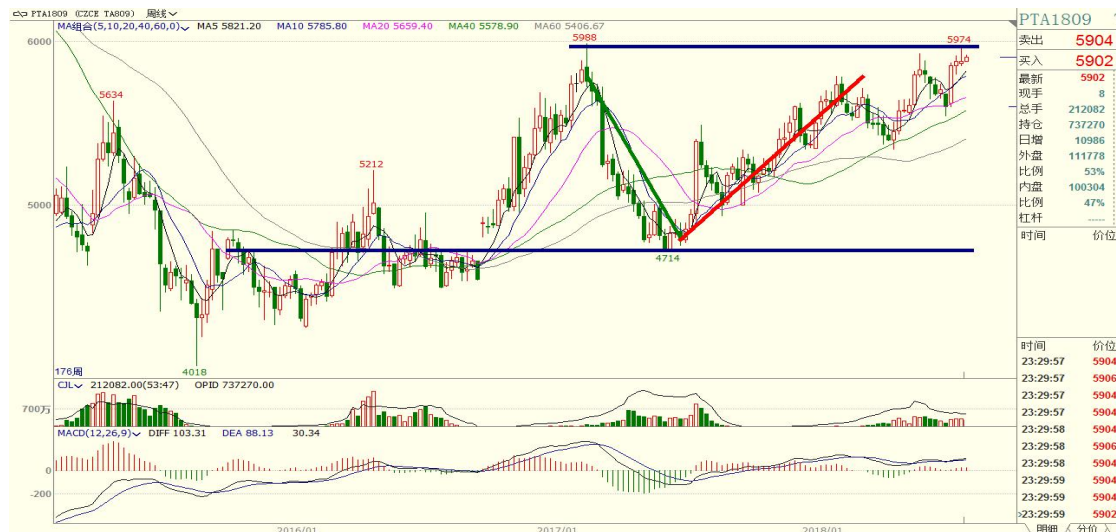 PTA1809 (CZCE TA809) 周线
MA组合(5,10,20,40,60,0) MA5 5821.20 MA10 5785.80 MA20 5659.40 MA40 5578.90 MA60 5406.67
6000
5000
5634
5212
5988
5974
4714
4018
176周
CJL 212082.00(53:47) OPID 737270.00
700万
MACD(12,26,9) DIFF 103.31 DEA 88.13 30.34
0
-200
2016/01 2017/01 2018/01
PTA1809
卖出 5904
买入 5902
最新 5902
现手 8
总手 212082
持仓 737270
日增 10986
外盘 111778
比例 53%
内盘 100304
比例 47%
杠杆 -----
时间 价位
时间 价位
23:29:57 5904
23:29:57 5906
23:29:57 5904
23:29:57 5904
23:29:58 5904
23:29:58 5906
23:29:58 5904
23:29:59 5904
23:29:59 5902
明细 分价